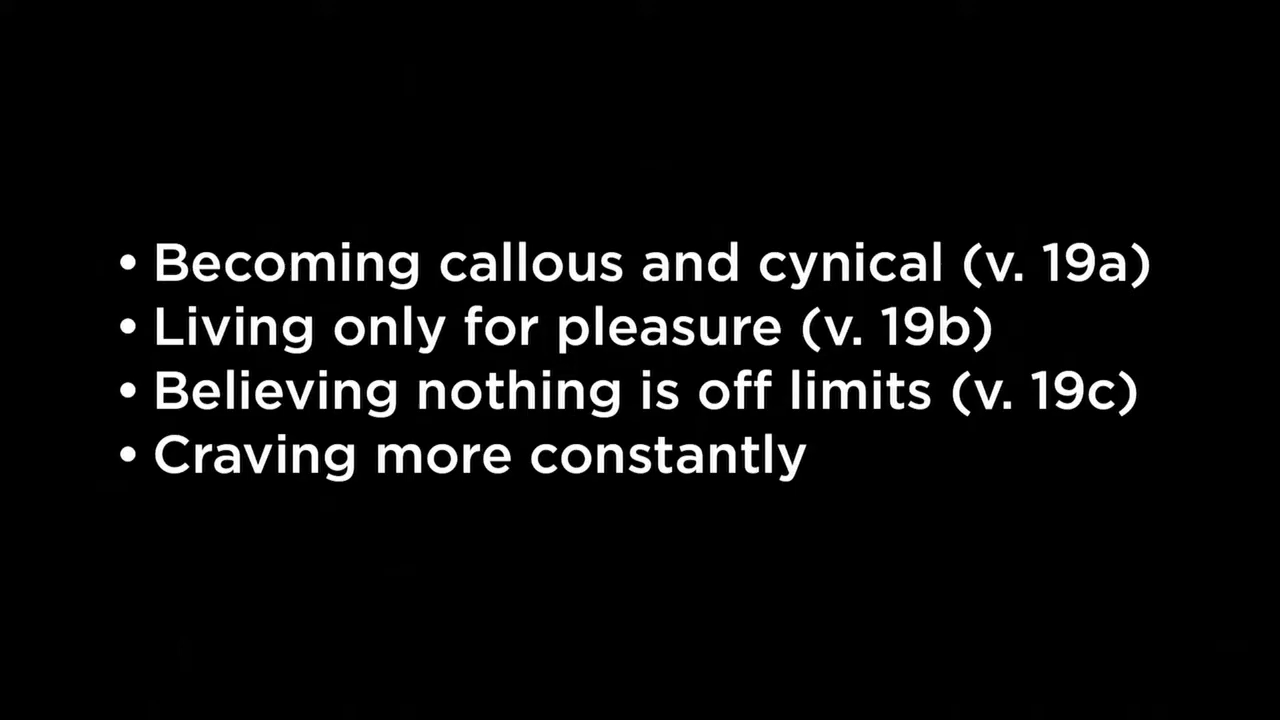 • Becoming callous and cynical (v. 19a)
• Living only for pleasure (v. 19b)
• Believing nothing is off limits (v. 19c)
• Craving more constantly